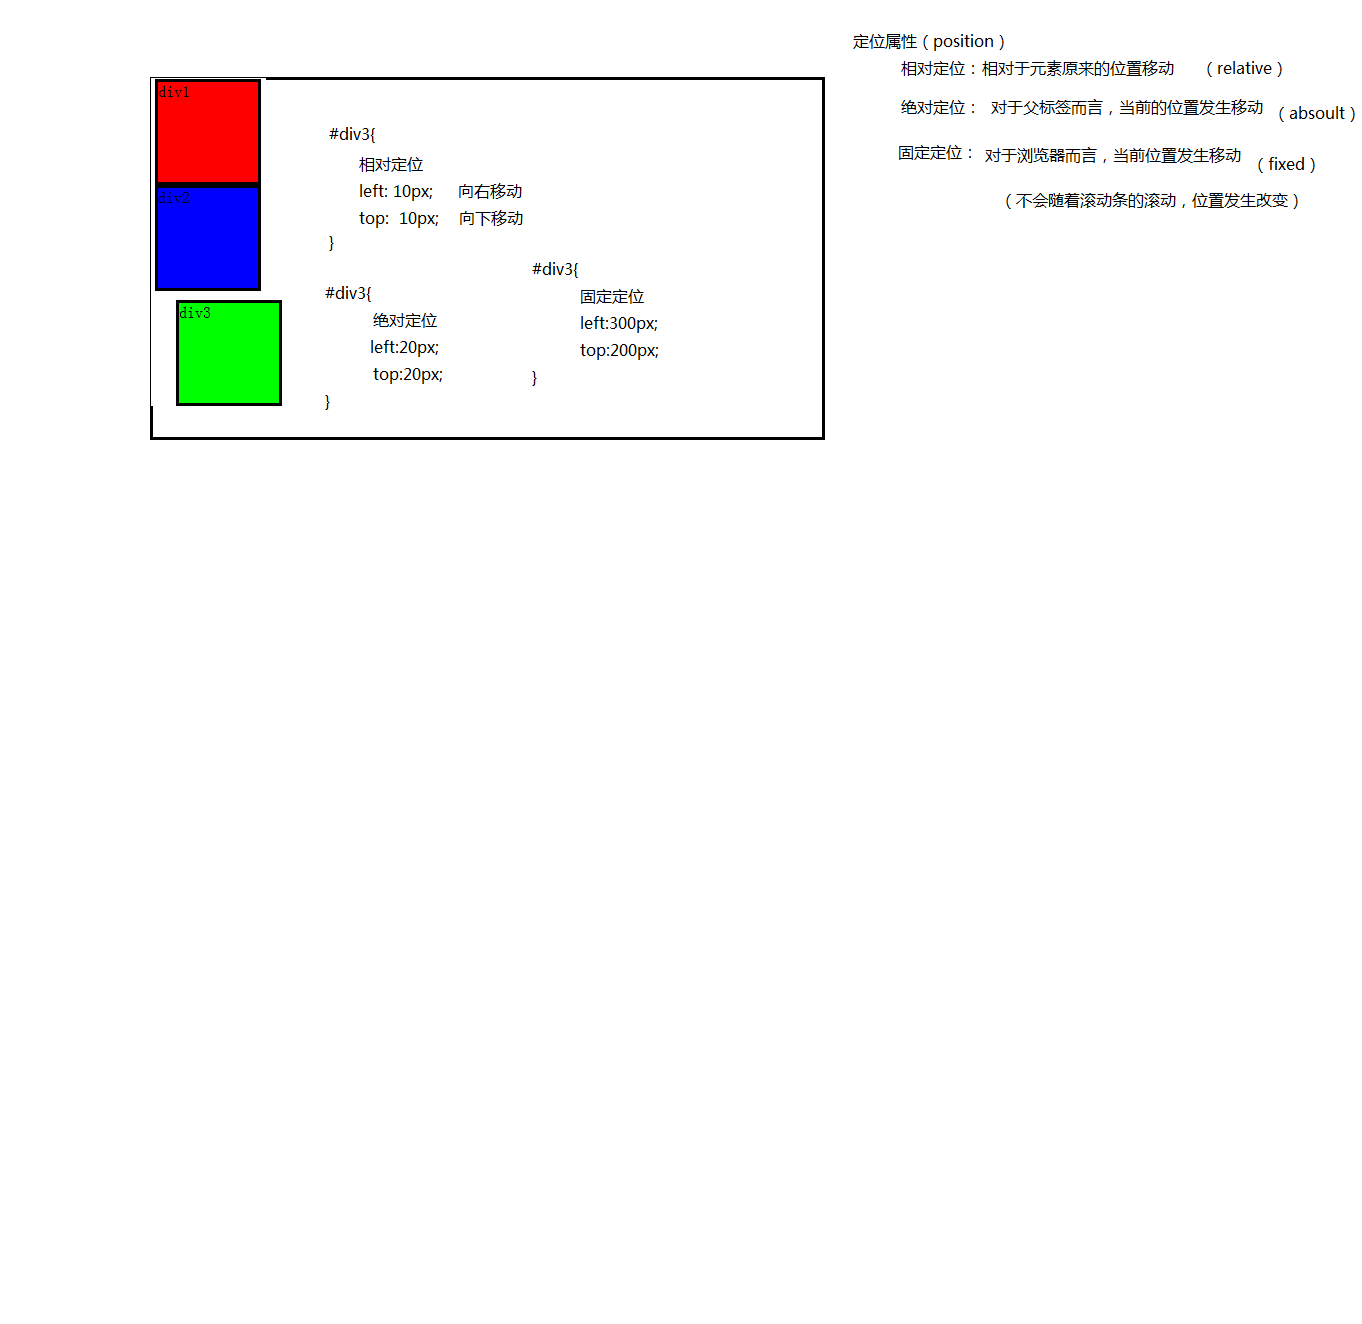 定位属性（position）
相对定位：相对于元素原来的位置移动 （relative）
绝对定位： 对于父标签而言，当前的位置发生移动 （absoult）
固定定位： 对于浏览器而言，当前位置发生移动 （fixed）
（不会随着滚动条的滚动，位置发生改变）
div1
div2
div3
#div3{
相对定位
left: 10px; 向右移动
top: 10px; 向下移动
}
#div3{
绝对定位
left:20px;
top:20px;
}
#div3{
固定定位
left:300px;
top:200px;
}